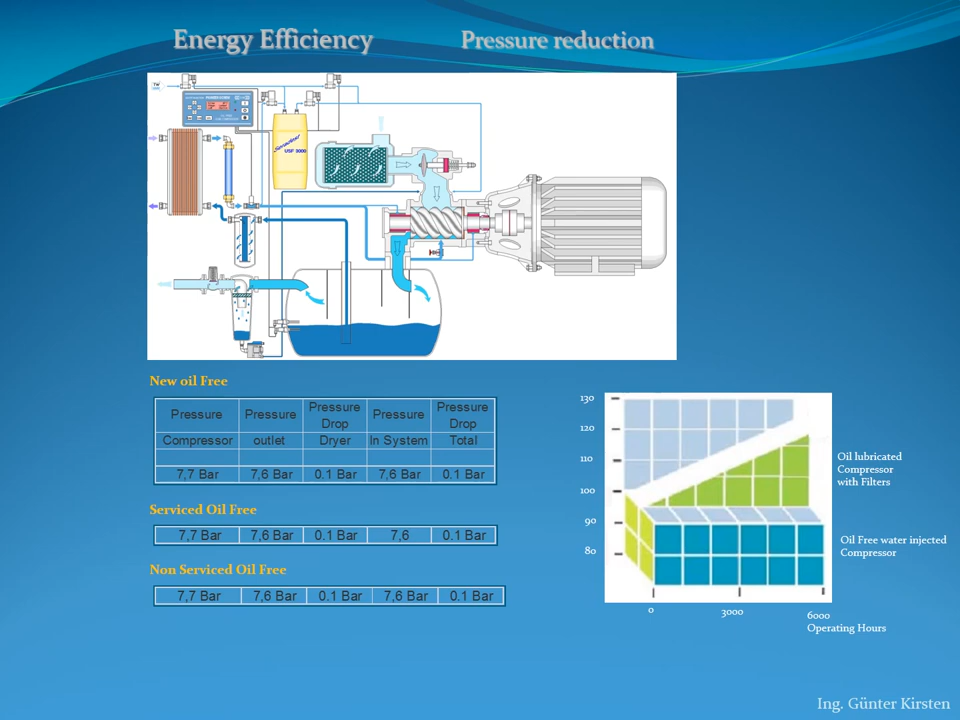 Energy Efficiency Pressure reduction
USF 3000
New oil Free
Pressure Pressure Pressure Drop Pressure Pressure Drop
Compressor outlet Dryer In System Total
7,7 Bar 7,6 Bar 0.1 Bar 7,6 Bar 0.1 Bar
Serviced Oil Free
7,7 Bar 7,6 Bar 0.1 Bar 7,6 0.1 Bar
Non Serviced Oil Free
7,7 Bar 7,6 Bar 0.1 Bar 7,6 Bar 0.1 Bar
130
120
110
100
90
80
Oil lubricated
Compressor
with Filters
Oil Free water injected
Compressor
0 3000 6000
Operating Hours
Ing. Günter Kirsten